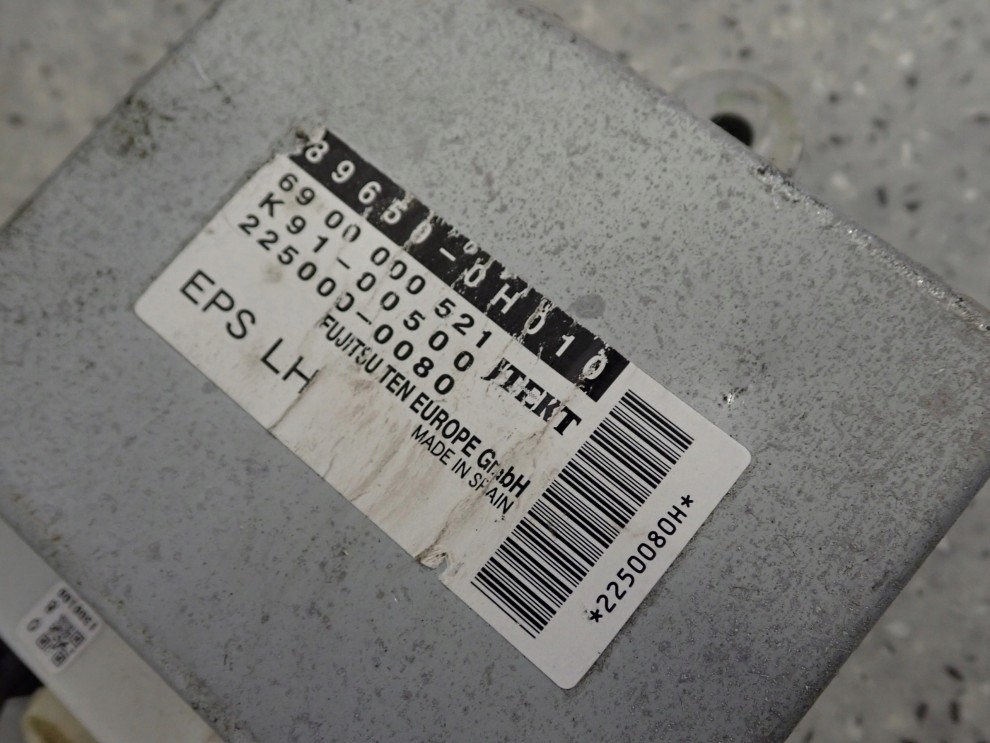 89650-0H010
69 00 000 521
K91-00500
225000-0080
JTEKT
EPS LH
FUJITSU TEN EUROPE GmbH
MADE IN SPAIN
*2250080H*